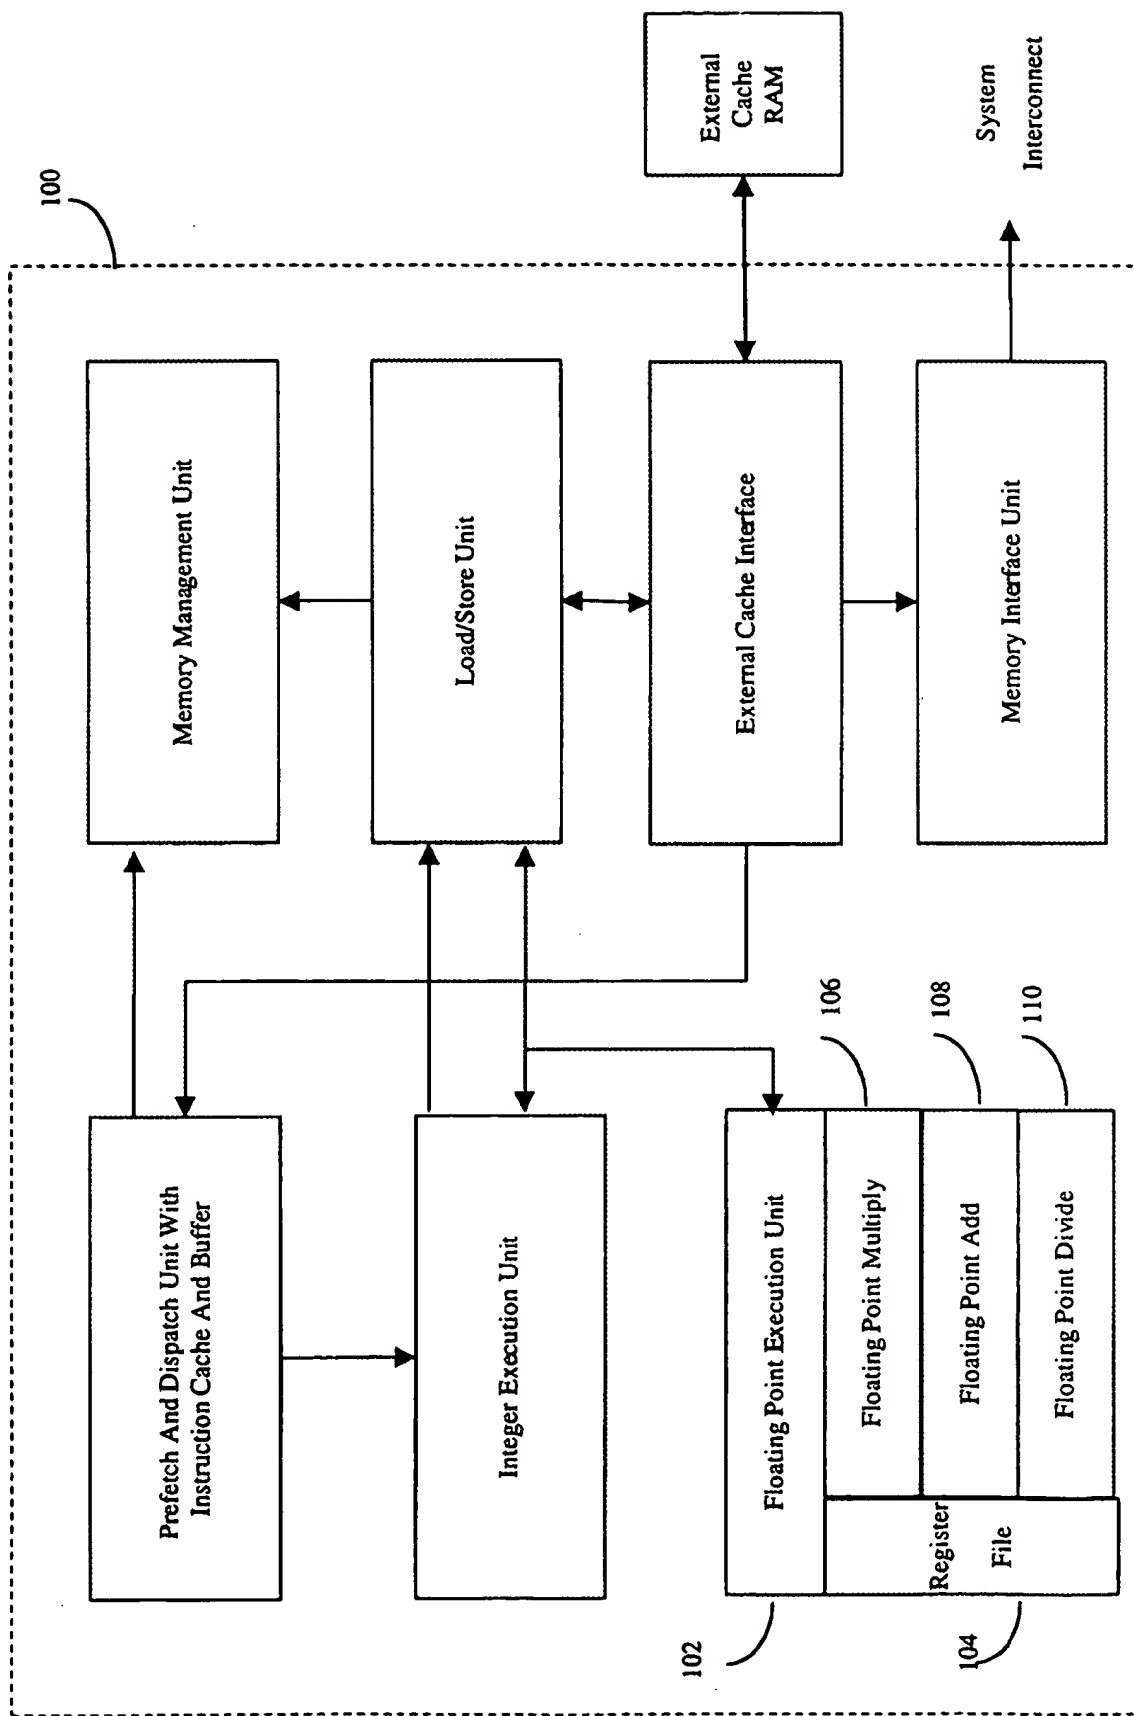 100
Prefetch And Dispatch Unit With
Instruction Cache And Buffer
Memory Management Unit
Integer Execution Unit
Load/Store Unit
External
Cache
RAM
External Cache Interface
102
Floating Point Execution Unit
106
Floating Point Multiply
108
Floating Point Add
110
Floating Point Divide
Register
File
104
Memory Interface Unit
System
Interconnect